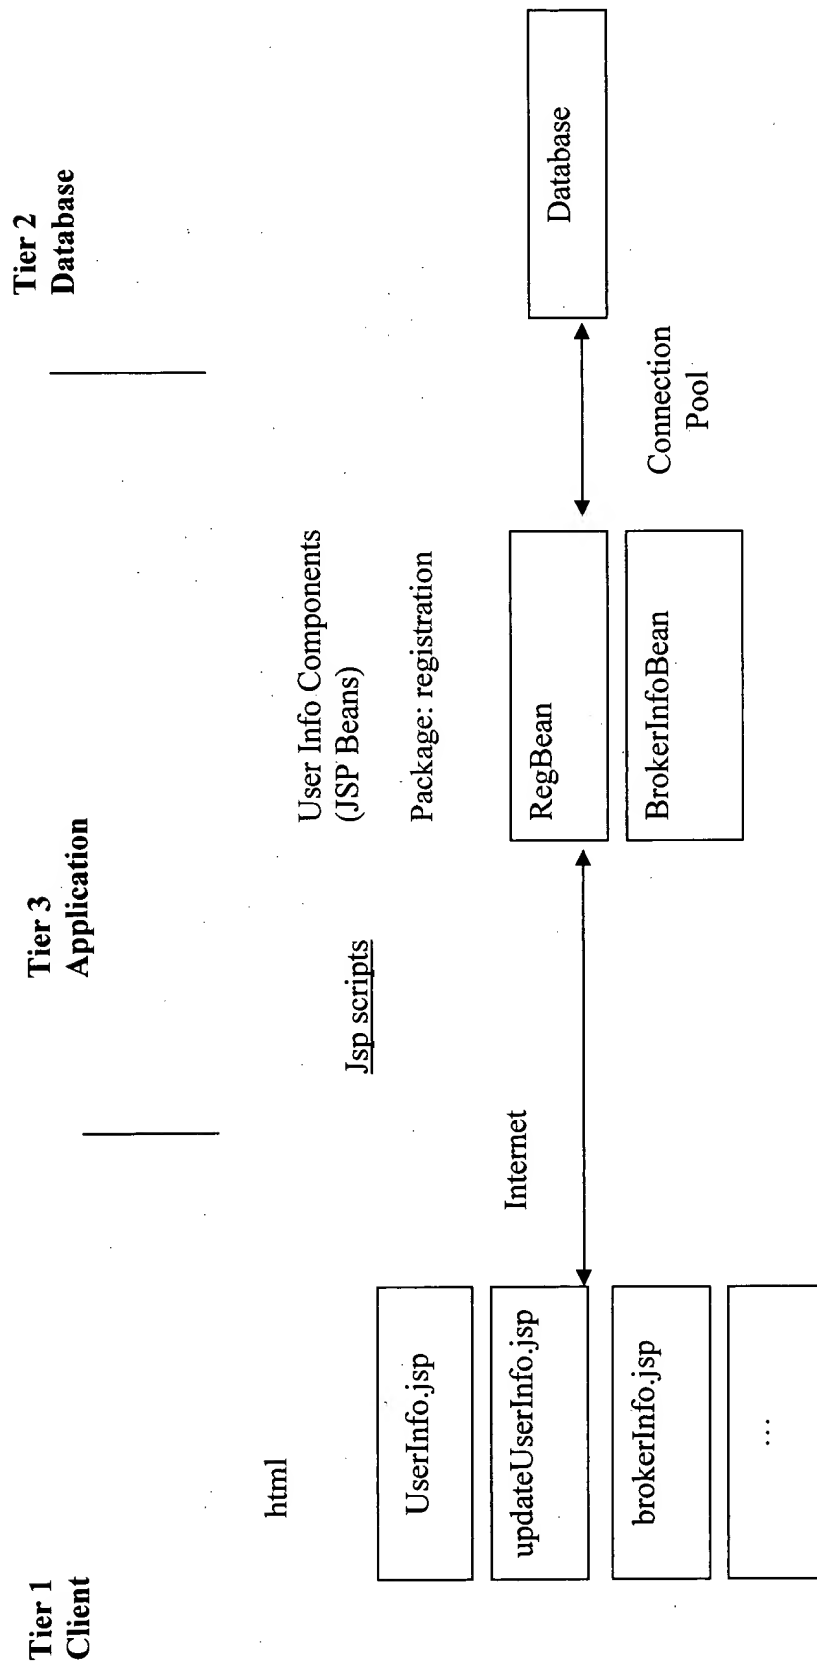 Tier 1
Client
Tier 3
Application
Tier 2
Database
html
Jsp scripts
User Info Components
(JSP Beans)
Package: registration
UserInfo.jsp
updateUserInfo.jsp
brokerInfo.jsp
...
Internet
RegBean
BrokerInfoBean
Connection
Pool
Database